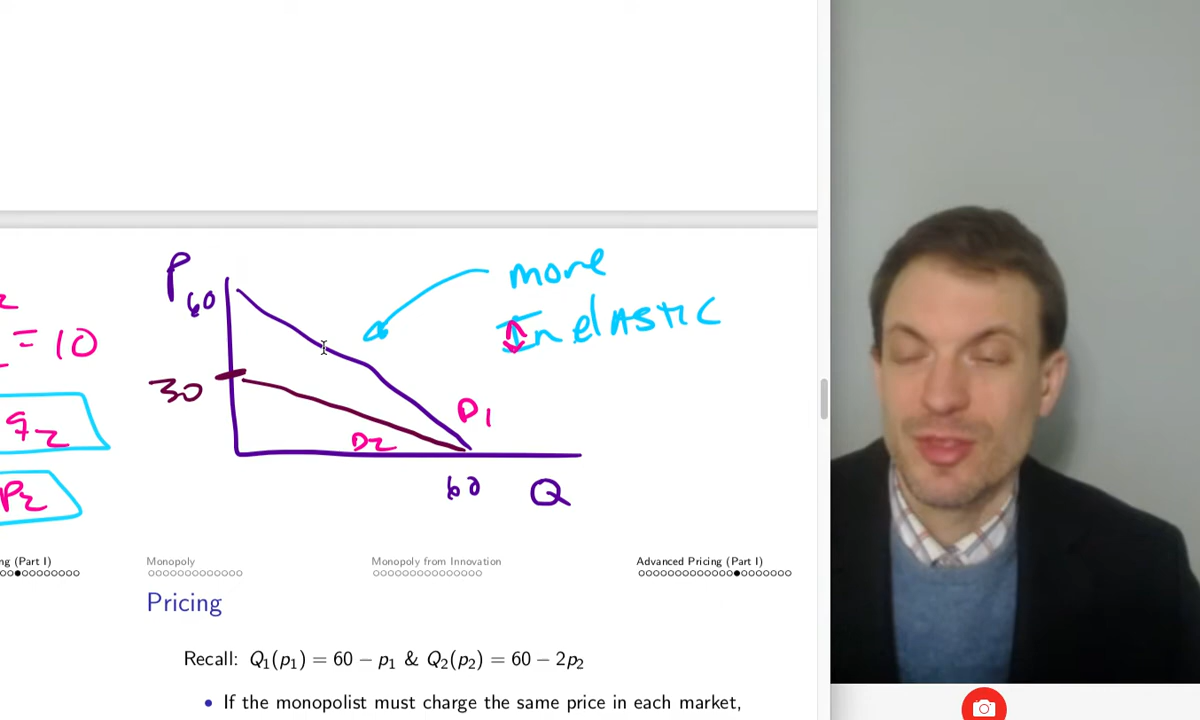 = 10
q2
P2
P
60
30
more
InelASTIC
D1
D2
60 Q
ng (Part I)
Monopoly
Monopoly from Innovation
Advanced Pricing (Part I)
Pricing
Recall: Q1(p1) = 60 − p1 & Q2(p2) = 60 − 2p2
• If the monopolist must charge the same price in each market,